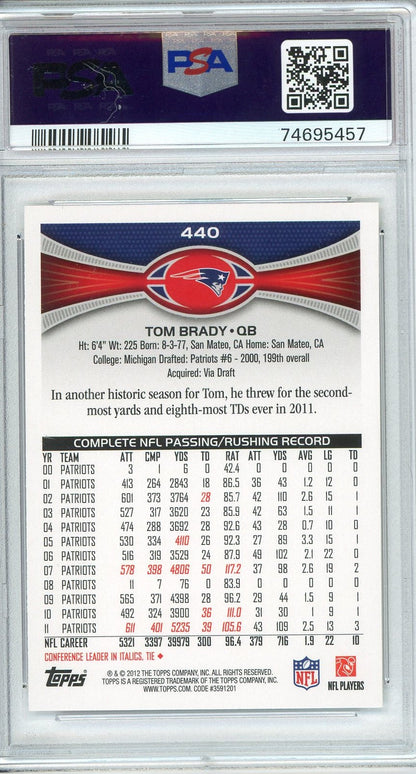 PSA
PSA
74695457
440
TOM BRADY • QB
Ht: 6'4" Wt: 225 Born: 8-3-77, San Mateo, CA Home: San Mateo, CA
College: Michigan Drafted: Patriots #6 - 2000, 199th overall
Acquired: Via Draft
In another historic season for Tom, he threw for the second-
most yards and eighth-most TDs ever in 2011.
COMPLETE NFL PASSING/RUSHING RECORD
YR TEAM ATT CMP YDS TD RAT ATT YDS AVG LG TD
00 PATRIOTS 3 1 6 0 42.4 0 0 0 0 0
01 PATRIOTS 413 264 2843 18 86.5 36 43 1.2 12 0
02 PATRIOTS 601 373 3764 28 85.7 42 110 2.6 15 1
03 PATRIOTS 527 317 3620 23 85.9 42 63 1.5 11 1
04 PATRIOTS 474 288 3692 28 92.6 43 28 0.7 10 0
05 PATRIOTS 530 334 4110 26 92.3 27 89 3.3 15 1
06 PATRIOTS 516 319 3529 24 87.9 49 102 2.1 22 0
07 PATRIOTS 578 398 4806 50 117.2 37 98 2.6 19 2
08 PATRIOTS 11 7 76 0 83.9 0 0 0 0 0
09 PATRIOTS 565 371 4398 28 96.2 29 44 1.5 9 1
10 PATRIOTS 492 324 3900 36 111.0 31 30 1 9 1
11 PATRIOTS 611 401 5235 39 105.6 43 109 2.5 13 3
NFL CAREER 5321 3397 39979 300 96.4 379 716 1.9 22 10
CONFERENCE LEADER IN ITALICS, TIE ♦
Topps
® & © 2012 THE TOPPS COMPANY, INC. ALL RIGHTS RESERVED.
TOPPS IS A REGISTERED TRADEMARK OF THE TOPPS COMPANY, INC.
WWW.TOPPS.COM. CODE #3591201
NFL
NFL PLAYERS